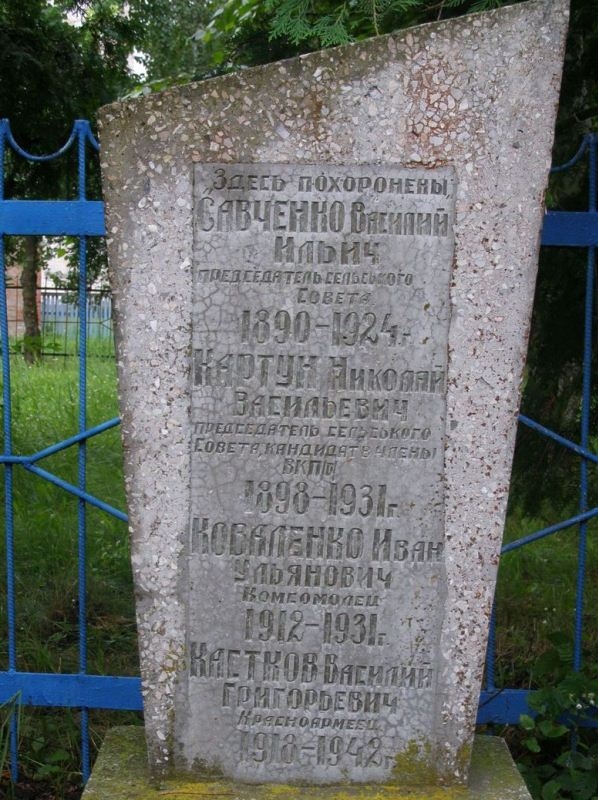 Здесь похоронены
Савченко Василий
Ильич
председатель сельского
Совета
1890-1924г.
Картун Николай
Васильевич
председатель сельского
Совета, кандидат в члены
ВКП(б)
1898-1931г.
Коваленко Иван
Ульянович
Комсомолец
1912-1931г.
Кастков Василий
Григорьевич
Красноармеец
1918-1942г.